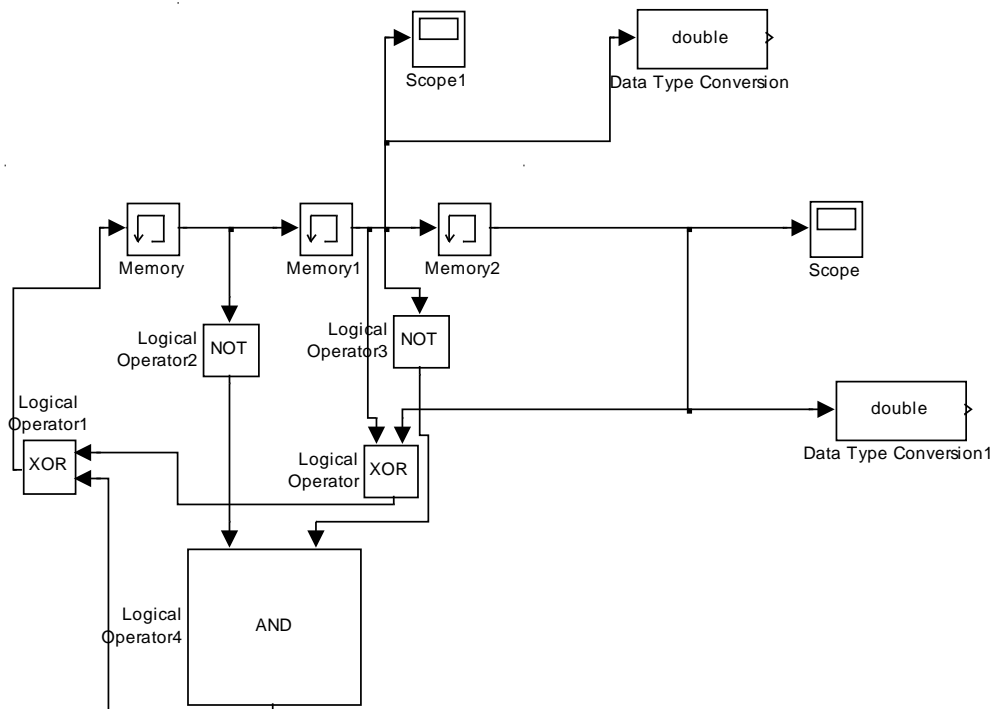 double
Scope1
Data Type Conversion
Memory
Memory1
Memory2
Scope
Logical
Operator2
NOT
Logical
Operator3
NOT
Logical
Operator1
XOR
double
Data Type Conversion1
Logical
Operator
XOR
Logical
Operator4
AND